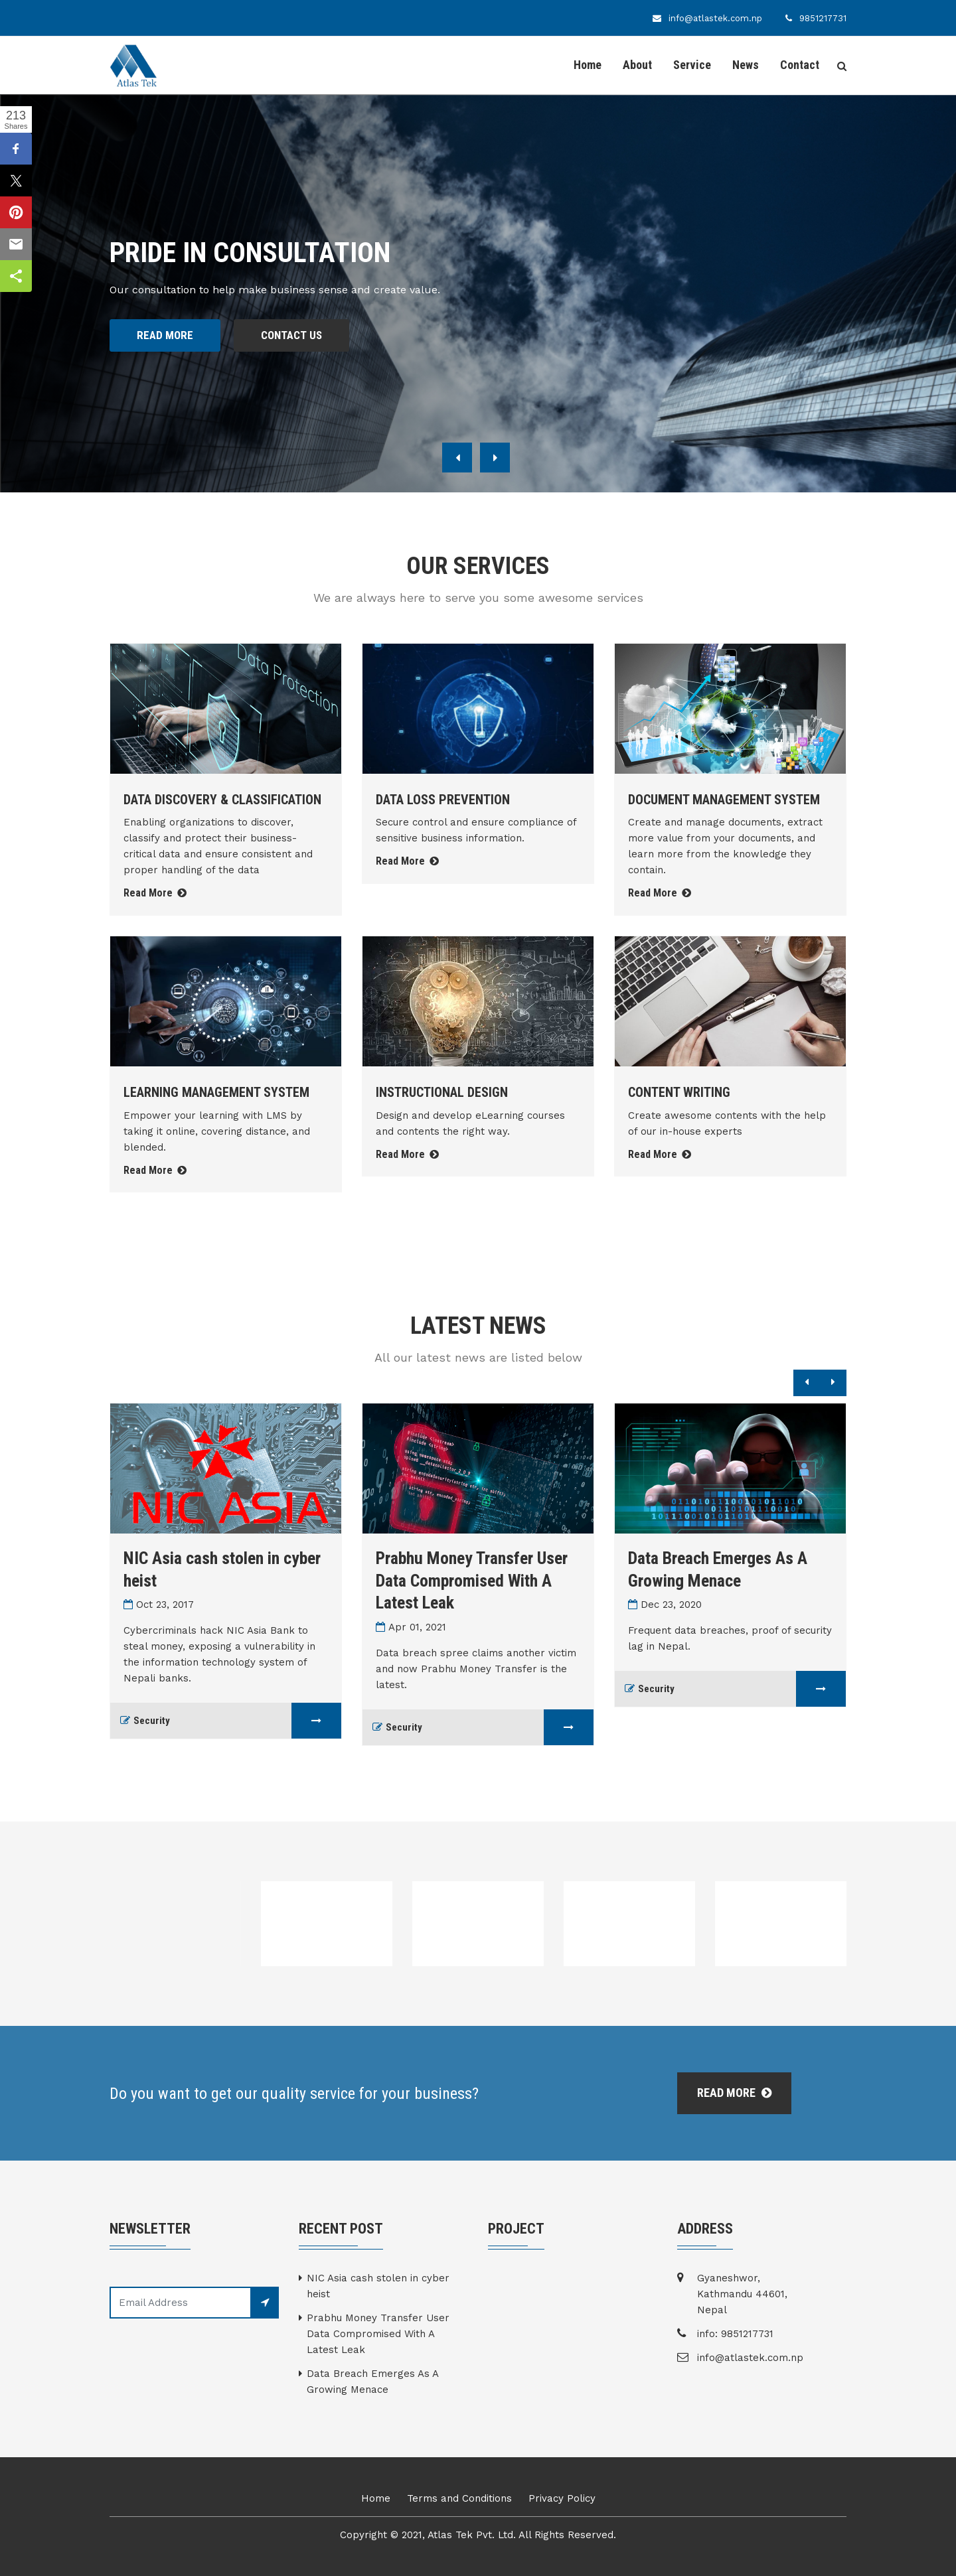 info@atlastek.com.np
9851217731
Atlas Tek
Home
About
Service
News
Contact
213
Shares
PRIDE IN CONSULTATION
Our consultation to help make business sense and create value.
READ MORE
CONTACT US
OUR SERVICES
We are always here to serve you some awesome services
Data Protection
DATA DISCOVERY & CLASSIFICATION
Enabling organizations to discover,
classify and protect their business-
critical data and ensure consistent and
proper handling of the data
Read More
DATA LOSS PREVENTION
Secure control and ensure compliance of
sensitive business information.
Read More
DOCUMENT MANAGEMENT SYSTEM
Create and manage documents, extract
more value from your documents, and
learn more from the knowledge they
contain.
Read More
LEARNING MANAGEMENT SYSTEM
Empower your learning with LMS by
taking it online, covering distance, and
blended.
Read More
INSTRUCTIONAL DESIGN
Design and develop eLearning courses
and contents the right way.
Read More
CONTENT WRITING
Create awesome contents with the help
of our in-house experts
Read More
LATEST NEWS
All our latest news are listed below
NIC ASIA
NIC Asia cash stolen in cyber
heist
Oct 23, 2017
Cybercriminals hack NIC Asia Bank to
steal money, exposing a vulnerability in
the information technology system of
Nepali banks.
Security
Prabhu Money Transfer User
Data Compromised With A
Latest Leak
Apr 01, 2021
Data breach spree claims another victim
and now Prabhu Money Transfer is the
latest.
Security
Data Breach Emerges As A
Growing Menace
Dec 23, 2020
Frequent data breaches, proof of security
lag in Nepal.
Security
Do you want to get our quality service for your business?
READ MORE
NEWSLETTER
Email Address
RECENT POST
NIC Asia cash stolen in cyber
heist
Prabhu Money Transfer User
Data Compromised With A
Latest Leak
Data Breach Emerges As A
Growing Menace
PROJECT
ADDRESS
Gyaneshwor,
Kathmandu 44601,
Nepal
info: 9851217731
info@atlastek.com.np
Home
Terms and Conditions
Privacy Policy
Copyright © 2021, Atlas Tek Pvt. Ltd. All Rights Reserved.